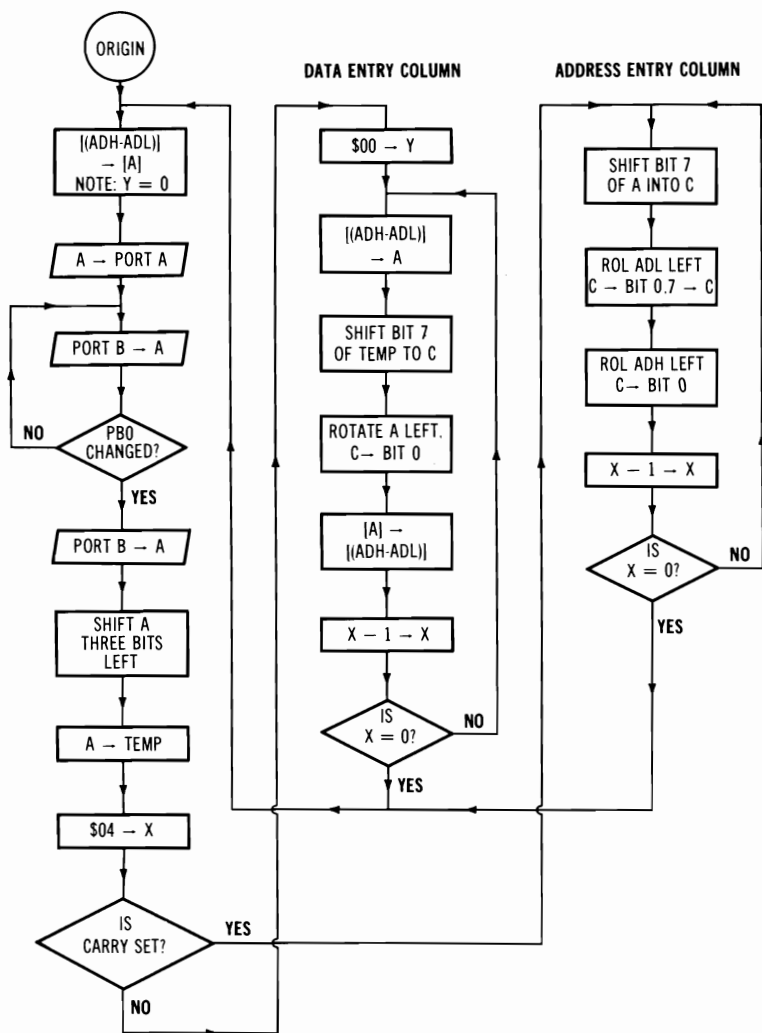 ORIGIN
[(ADH-ADL)]
→ [A]
NOTE: Y = 0
A → PORT A
PORT B → A
PB0
CHANGED?
NO
YES
PORT B → A
SHIFT A
THREE BITS
LEFT
A → TEMP
$04 → X
IS
CARRY SET?
YES
NO
DATA ENTRY COLUMN
$00 → Y
[(ADH-ADL)]
→ A
SHIFT BIT 7
OF TEMP TO C
ROTATE A LEFT.
C → BIT 0
[A] →
[(ADH-ADL)]
X − 1 → X
IS
X = 0?
NO
YES
ADDRESS ENTRY COLUMN
SHIFT BIT 7
OF A INTO C
ROL ADL LEFT
C → BIT 0.7 → C
ROL ADH LEFT
C → BIT 0
X − 1 → X
IS
X = 0?
NO
YES